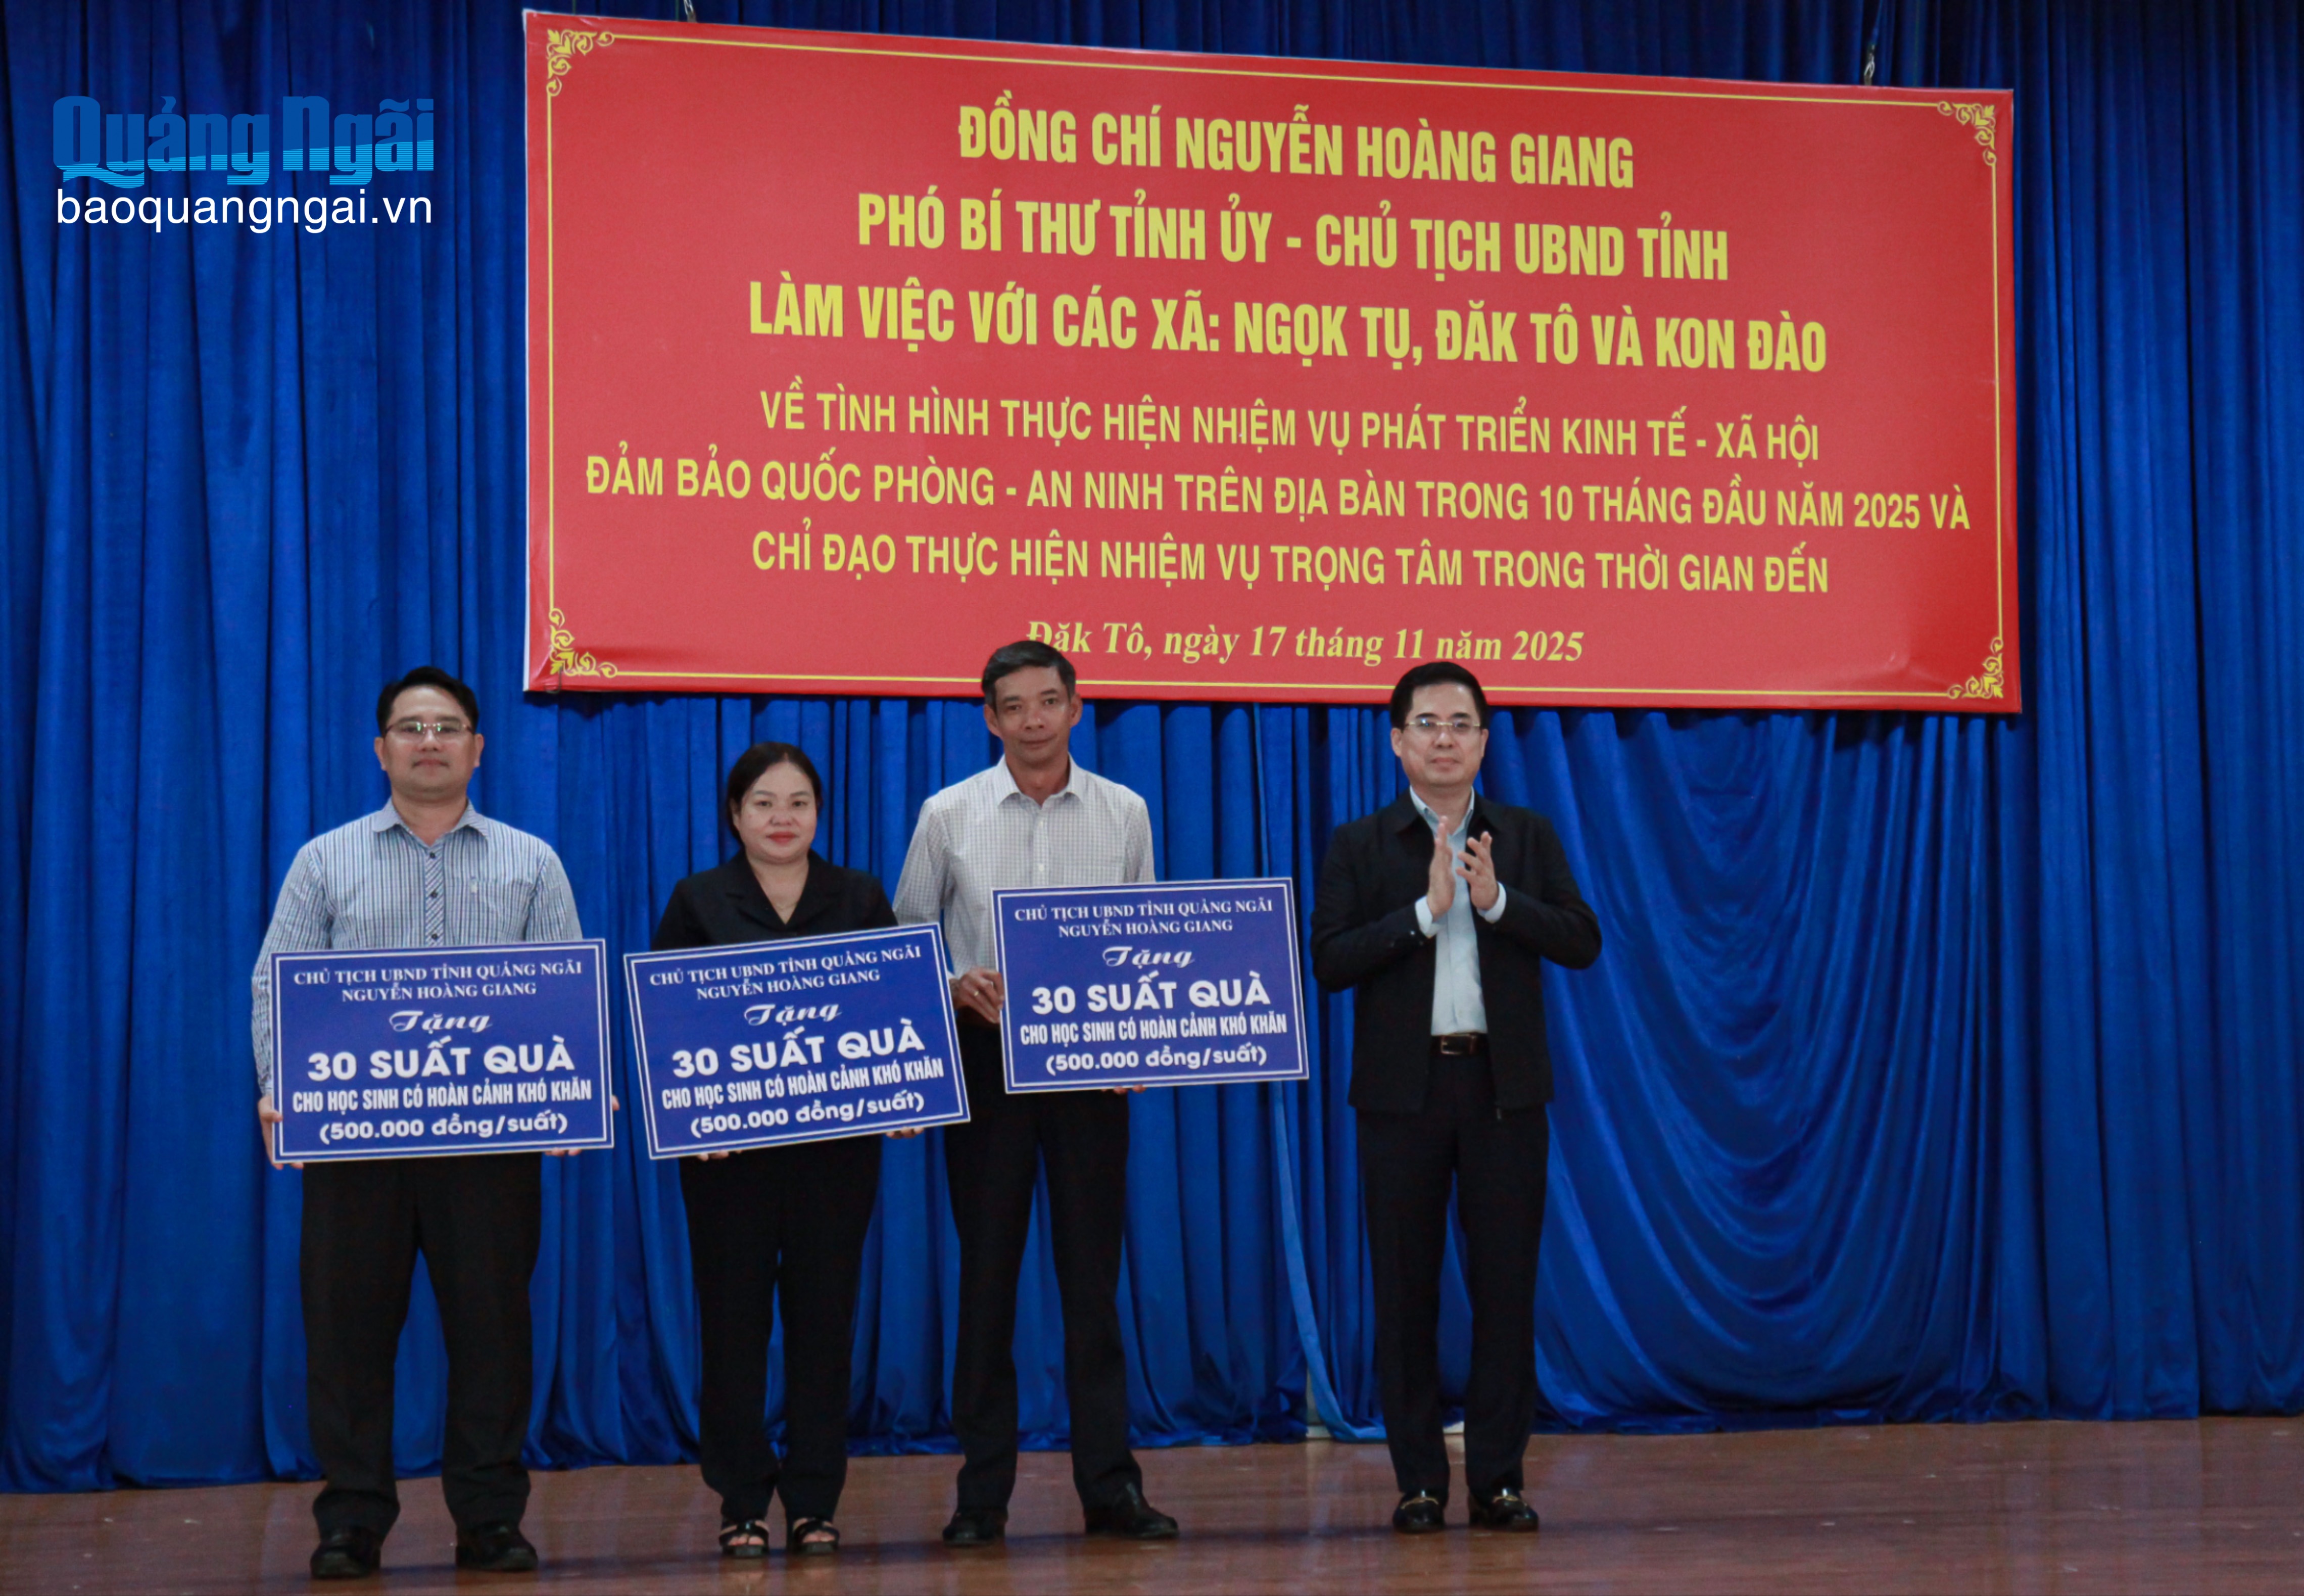 Quảng Ngãi
baoquangngai.vn
ĐỒNG CHÍ NGUYỄN HOÀNG GIANG
PHÓ BÍ THƯ TỈNH ỦY - CHỦ TỊCH UBND TỈNH
LÀM VIỆC VỚI CÁC XÃ: NGỌK TỤ, ĐĂK TÔ VÀ KON ĐÀO
VỀ TÌNH HÌNH THỰC HIỆN NHIỆM VỤ PHÁT TRIỂN KINH TẾ - XÃ HỘI
ĐẢM BẢO QUỐC PHÒNG - AN NINH TRÊN ĐỊA BÀN TRONG 10 THÁNG ĐẦU NĂM 2025 VÀ
CHỈ ĐẠO THỰC HIỆN NHIỆM VỤ TRỌNG TÂM TRONG THỜI GIAN ĐẾN
Đăk Tô, ngày 17 tháng 11 năm 2025
CHỦ TỊCH UBND TỈNH QUẢNG NGÃI
NGUYỄN HOÀNG GIANG
Tặng
30 SUẤT QUÀ
CHO HỌC SINH CÓ HOÀN CẢNH KHÓ KHĂN
(500.000 đồng/suất)
CHỦ TỊCH UBND TỈNH QUẢNG NGÃI
NGUYỄN HOÀNG GIANG
Tặng
30 SUẤT QUÀ
CHO HỌC SINH CÓ HOÀN CẢNH KHÓ KHĂN
(500.000 đồng/suất)
CHỦ TỊCH UBND TỈNH QUẢNG NGÃI
NGUYỄN HOÀNG GIANG
Tặng
30 SUẤT QUÀ
CHO HỌC SINH CÓ HOÀN CẢNH KHÓ KHĂN
(500.000 đồng/suất)